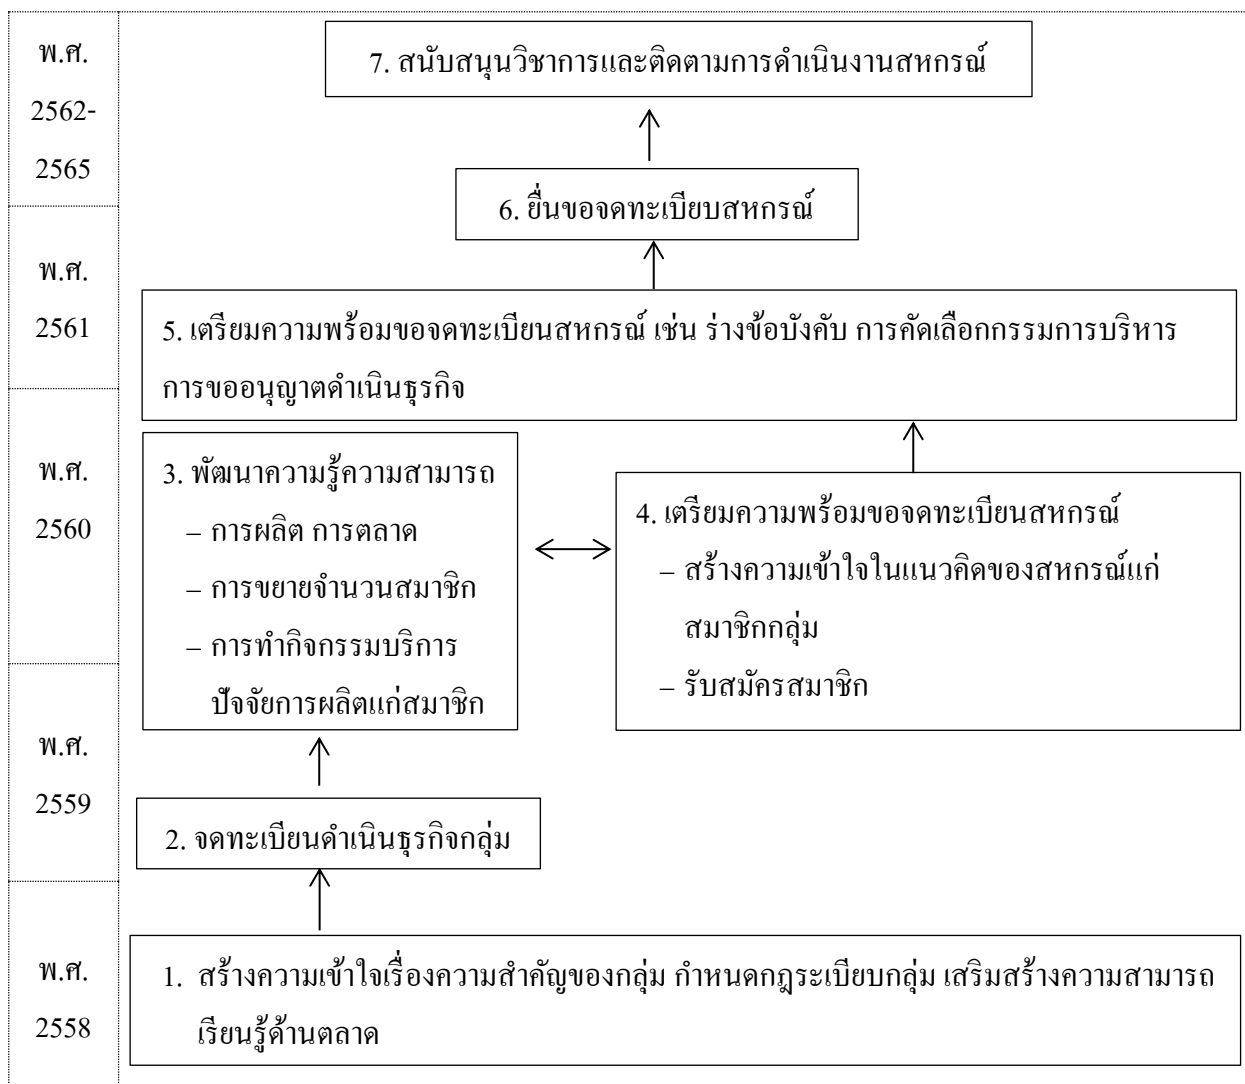 พ.ศ.
2562-
2565
7. สนับสนุนวิชาการและติดตามการดำเนินงานสหกรณ์
6. ยื่นขอจดทะเบียบสหกรณ์
พ.ศ.
2561
5. เตรียมความพร้อมขอจดทะเบียนสหกรณ์ เช่น ร่างข้อบังคับ การคัดเลือกกรรมการบริหาร
การขออนุญาตดำเนินธุรกิจ
พ.ศ.
2560
3. พัฒนาความรู้ความสามารถ
– การผลิต การตลาด
– การขยายจำนวนสมาชิก
– การทำกิจกรรมบริการ
ปัจจัยการผลิตแก่สมาชิก
4. เตรียมความพร้อมขอจดทะเบียนสหกรณ์
– สร้างความเข้าใจในแนวคิดของสหกรณ์แก่
สมาชิกกลุ่ม
– รับสมัครสมาชิก
พ.ศ.
2559
2. จดทะเบียนดำเนินธุรกิจกลุ่ม
พ.ศ.
2558
1. สร้างความเข้าใจเรื่องความสำคัญของกลุ่ม กำหนดกฎระเบียบกลุ่ม เสริมสร้างความสามารถ
เรียนรู้ด้านตลาด